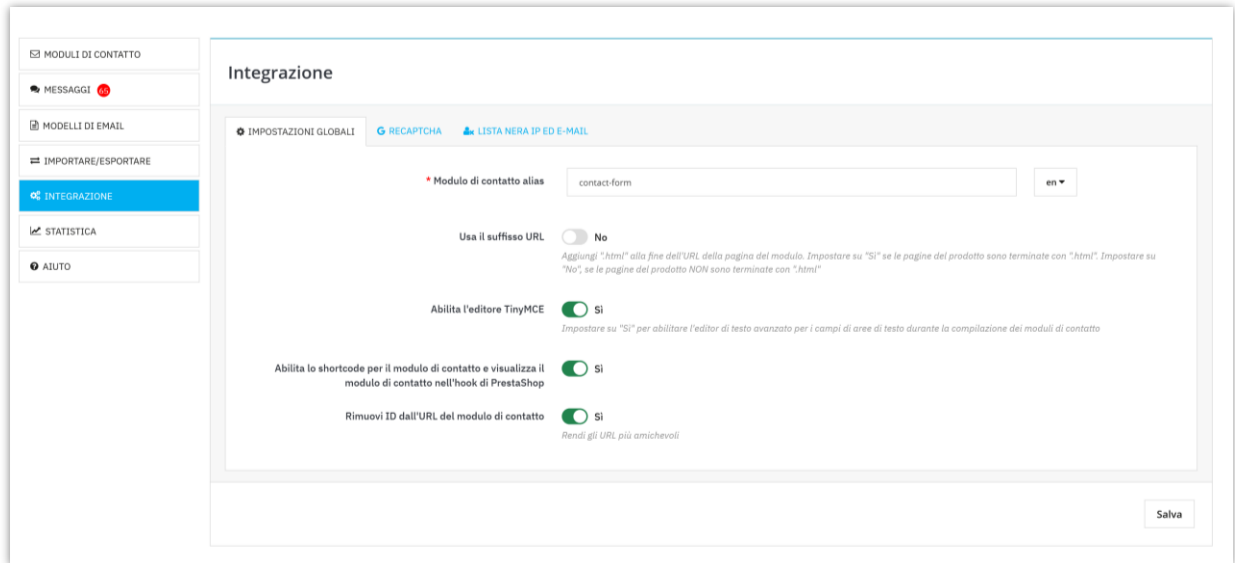 MODULI DI CONTATTO
MESSAGGI 65
MODELLI DI EMAIL
IMPORTARE/ESPORTARE
INTEGRAZIONE
STATISTICA
AIUTO
Integrazione
IMPOSTAZIONI GLOBALI
RECAPTCHA
LISTA NERA IP ED E-MAIL
* Modulo di contatto alias
contact-form
en
Usa il suffisso URL
No
Aggiungi ".html" alla fine dell'URL della pagina del modulo. Impostare su "Sì" se le pagine del prodotto sono terminate con ".html". Impostare su
"No", se le pagine del prodotto NON sono terminate con ".html"
Abilita l'editore TinyMCE
Sì
Impostare su "Sì" per abilitare l'editor di testo avanzato per i campi di aree di testo durante la compilazione dei moduli di contatto
Abilita lo shortcode per il modulo di contatto e visualizza il
modulo di contatto nell'hook di PrestaShop
Sì
Rimuovi ID dall'URL del modulo di contatto
Sì
Rendi gli URL più amichevoli
Salva